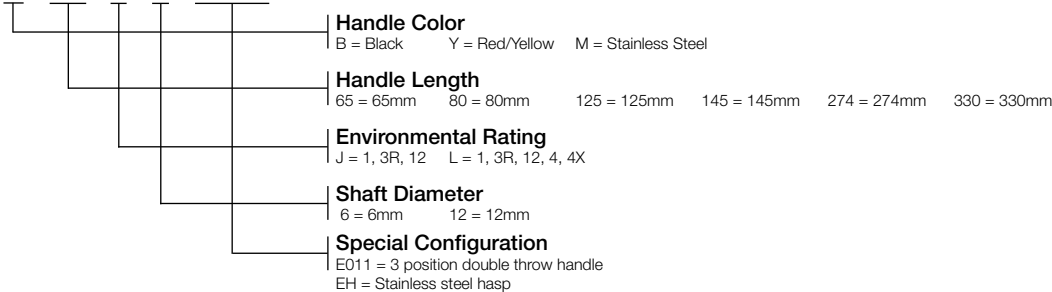 Handle Color
B = Black Y = Red/Yellow M = Stainless Steel
Handle Length
65 = 65mm 80 = 80mm 125 = 125mm 145 = 145mm 274 = 274mm 330 = 330mm
Environmental Rating
J = 1, 3R, 12 L = 1, 3R, 12, 4, 4X
Shaft Diameter
6 = 6mm 12 = 12mm
Special Configuration
E011 = 3 position double throw handle
EH = Stainless steel hasp